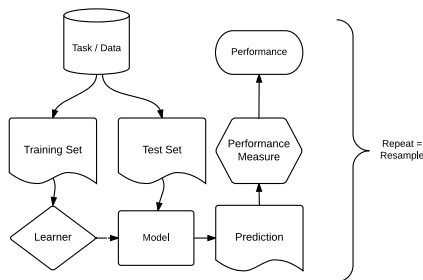 Task / Data
Performance
Training Set
Test Set
Performance
Measure
Repeat =
Resample
Learner
Model
Prediction